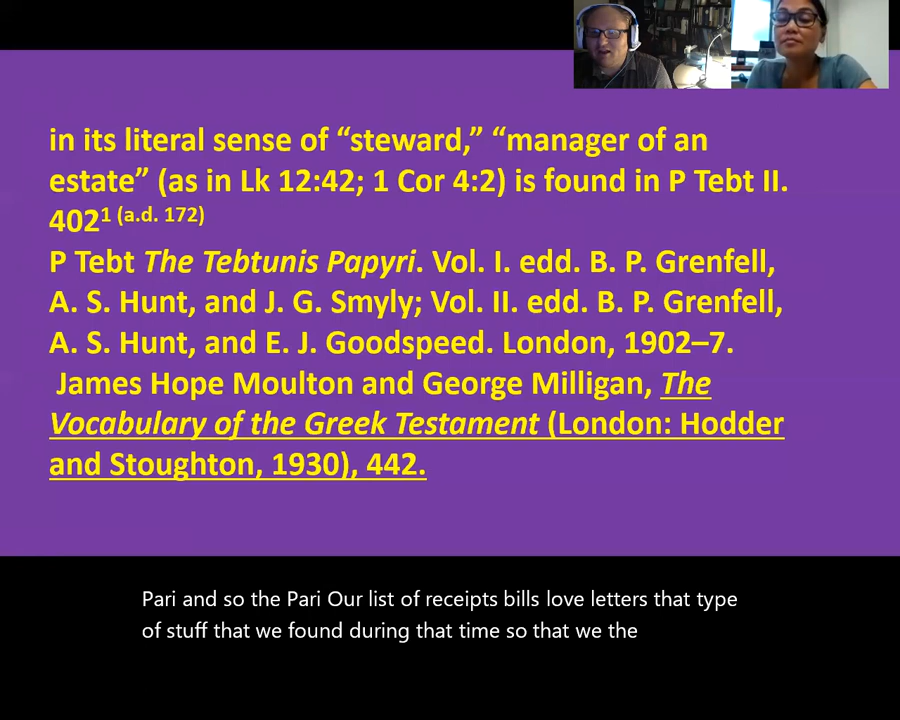 in its literal sense of “steward,” “manager of an
estate” (as in Lk 12:42; 1 Cor 4:2) is found in P Tebt II.
402¹ (a.d. 172)
P Tebt The Tebtunis Papyri. Vol. I. edd. B. P. Grenfell,
A. S. Hunt, and J. G. Smyly; Vol. II. edd. B. P. Grenfell,
A. S. Hunt, and E. J. Goodspeed. London, 1902–7.
James Hope Moulton and George Milligan, The
Vocabulary of the Greek Testament (London: Hodder
and Stoughton, 1930), 442.
Pari and so the Pari Our list of receipts bills love letters that type
of stuff that we found during that time so that we the